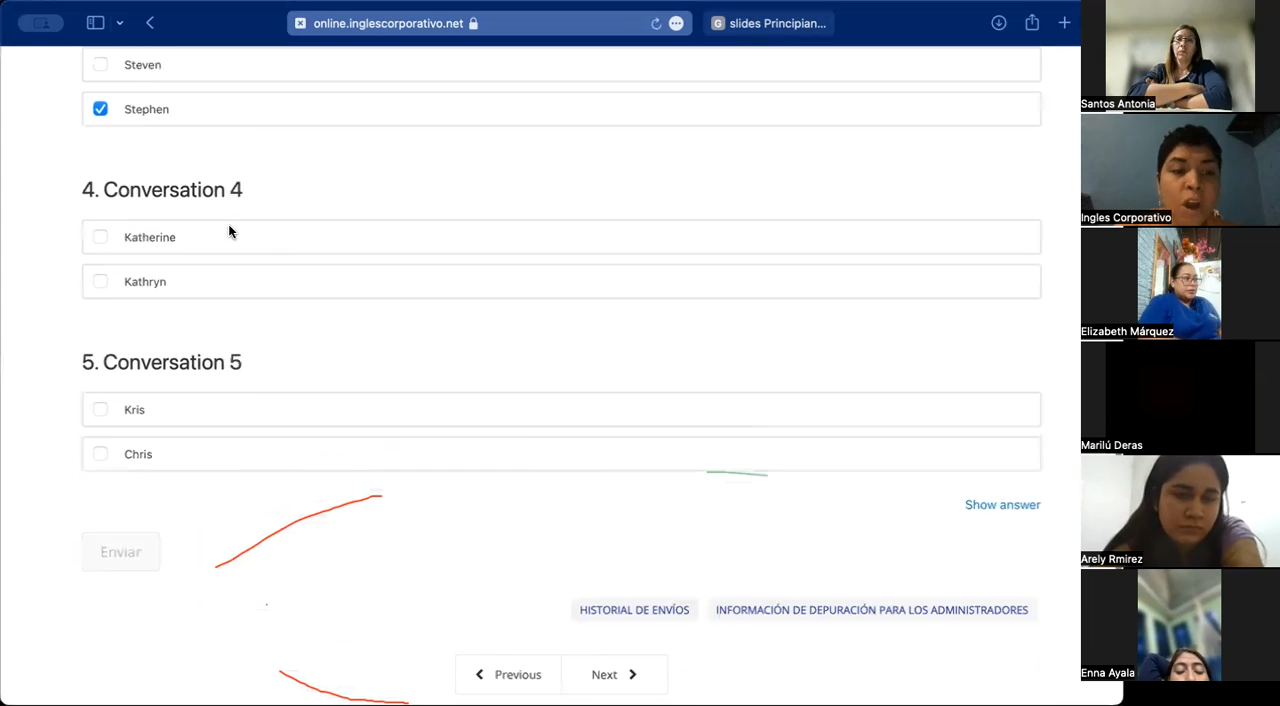 online.inglescorporativo.net
slides Principian...
Steven
Stephen
4. Conversation 4
Katherine
Kathryn
5. Conversation 5
Kris
Chris
Show answer
Enviar
HISTORIAL DE ENVÍOS
INFORMACIÓN DE DEPURACIÓN PARA LOS ADMINISTRADORES
Previous
Next
Santos Antonia
Ingles Corporativo
Elizabeth Márquez
Marilú Deras
Arely Rmirez
Enna Ayala